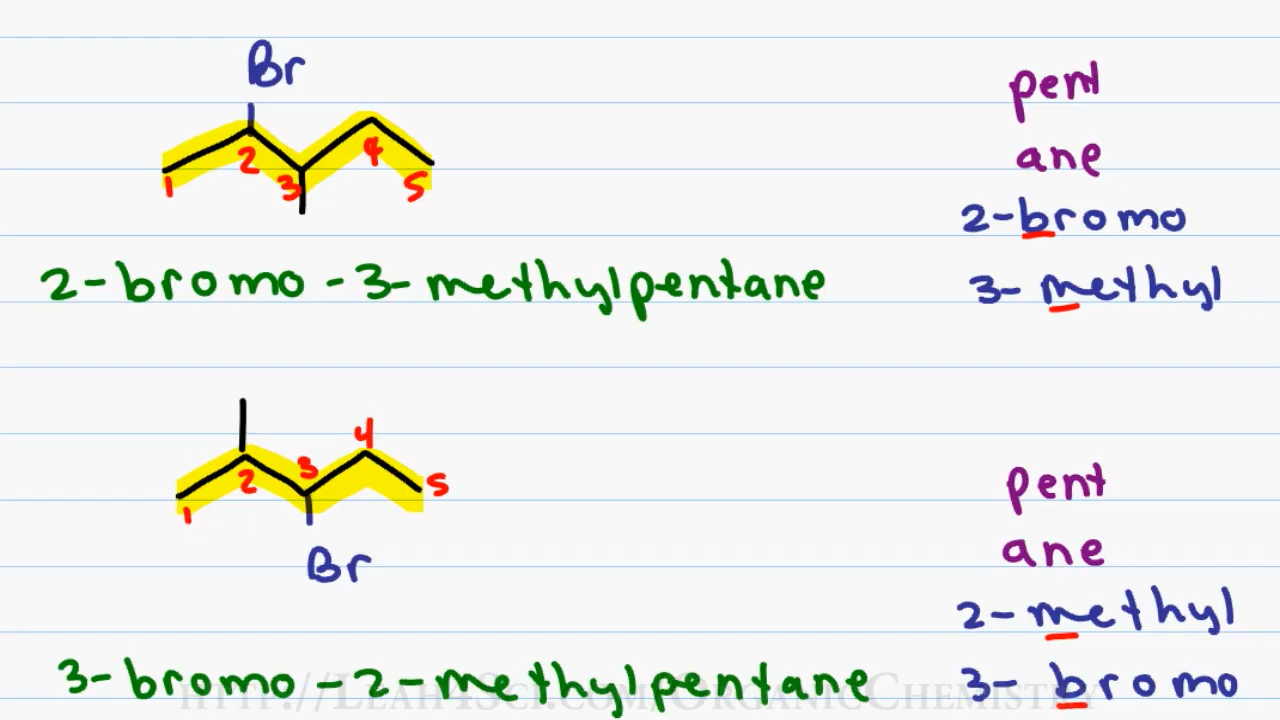 Br
pent
ane
1 2 3 4 5
2-bromo
2-bromo-3-methylpentane
3-methyl
4
1 2 3 5
Br
pent
ane
2-methyl
3-bromo-2-methylpentane
3-bromo
http://Leah4Sci.com/OrganicChemistry